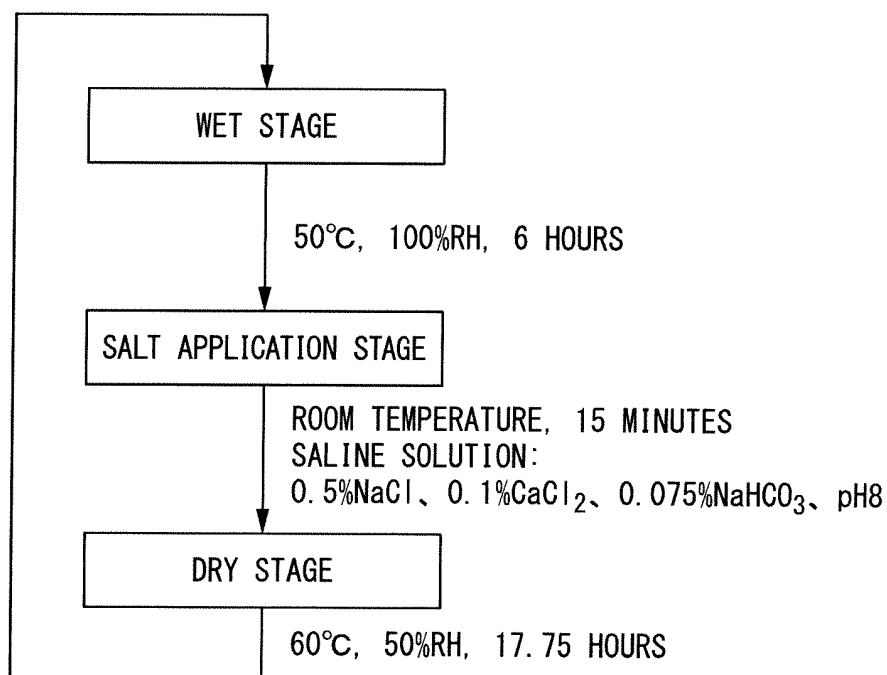 WET STAGE
50℃, 100%RH, 6 HOURS
SALT APPLICATION STAGE
ROOM TEMPERATURE, 15 MINUTES
SALINE SOLUTION:
0.5%NaCl、0.1%CaCl₂、0.075%NaHCO₃、pH8
DRY STAGE
60℃, 50%RH, 17.75 HOURS